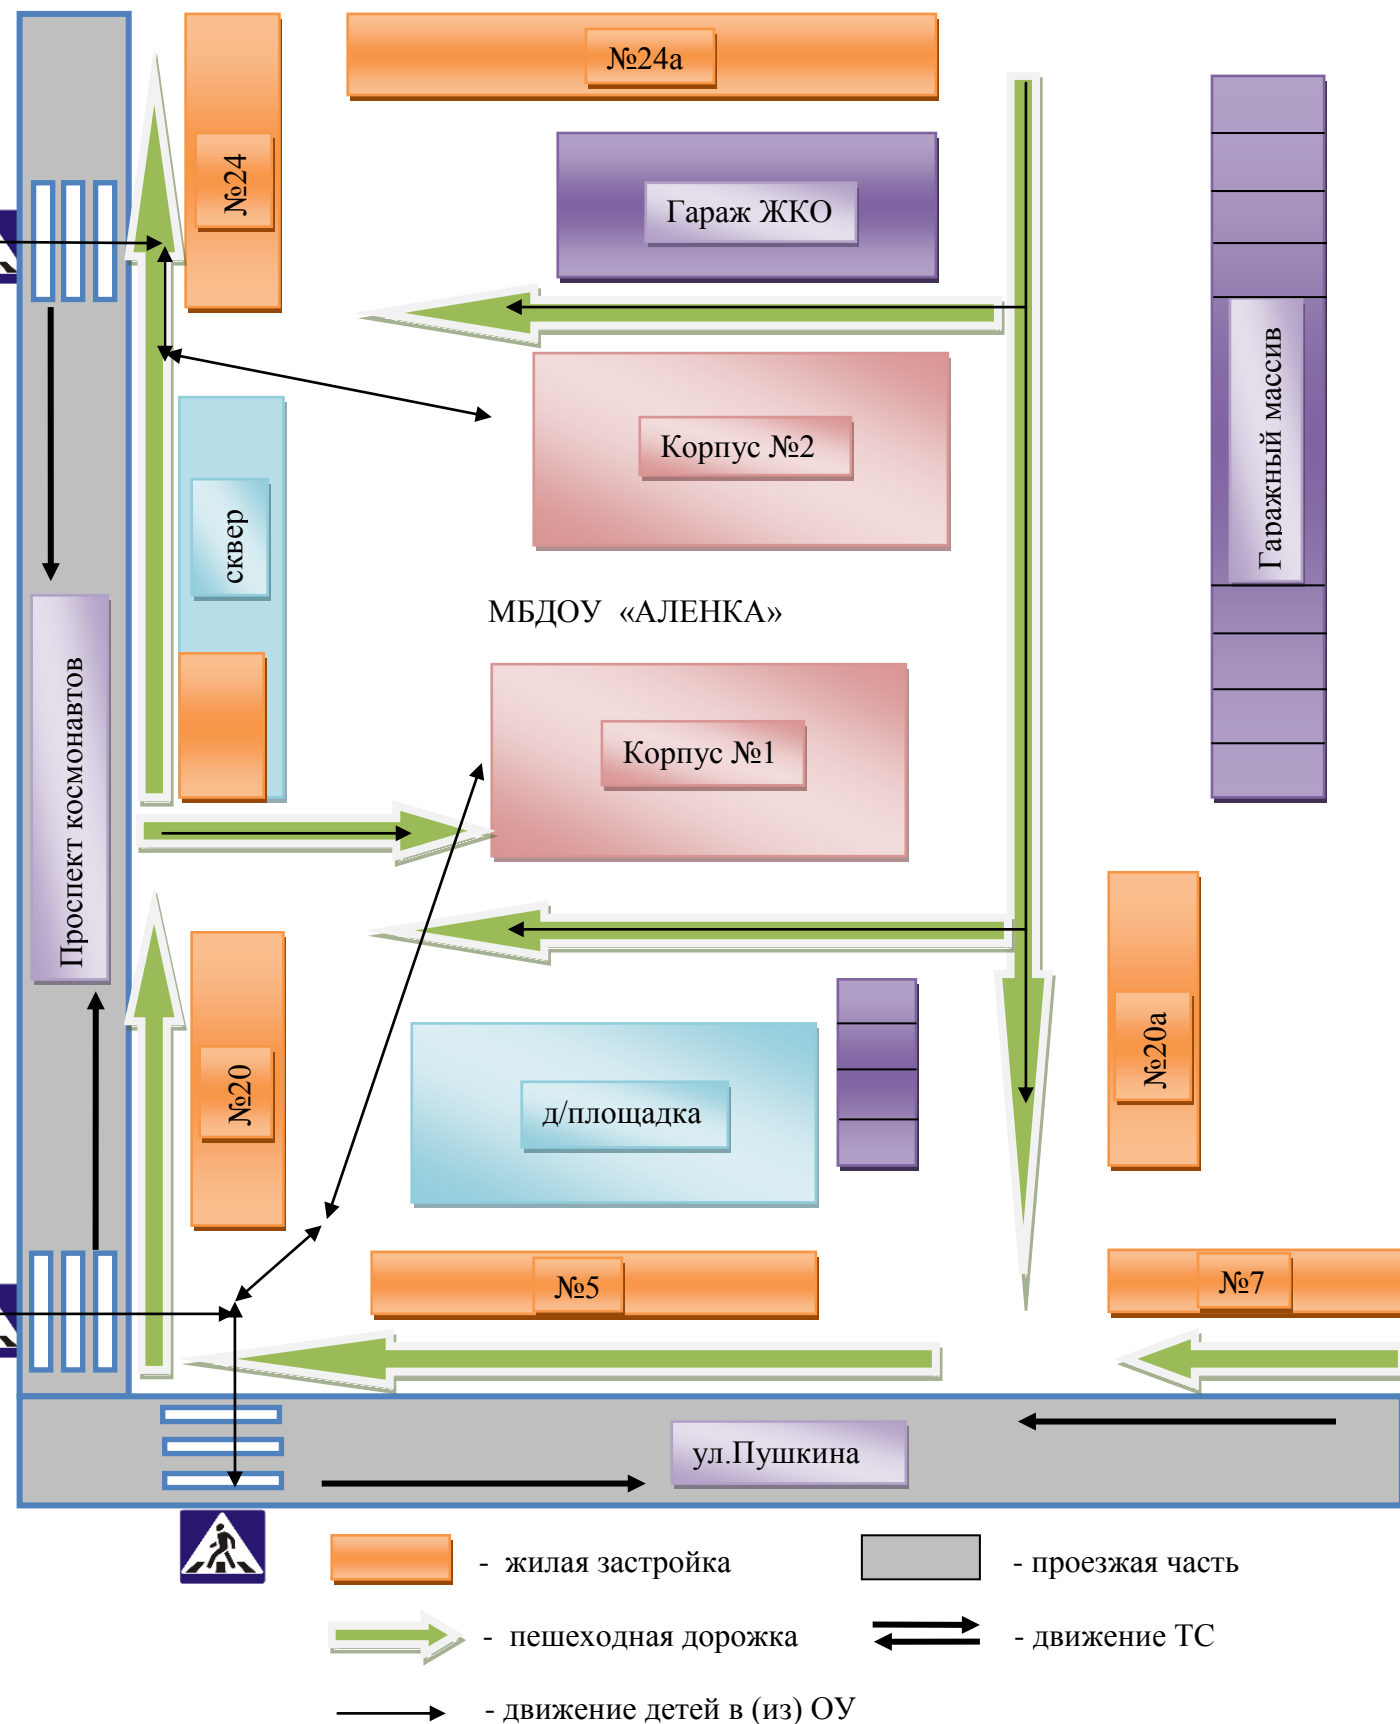 №24а
№24
Гараж ЖКО
Корпус №2
Гаражный массив
сквер
МБДОУ «АЛЕНКА»
Проспект космонавтов
Корпус №1
№20
№20а
д/площадка
№5
№7
ул.Пушкина
- жилая застройка
- проезжая часть
- пешеходная дорожка
- движение ТС
- движение детей в (из) ОУ